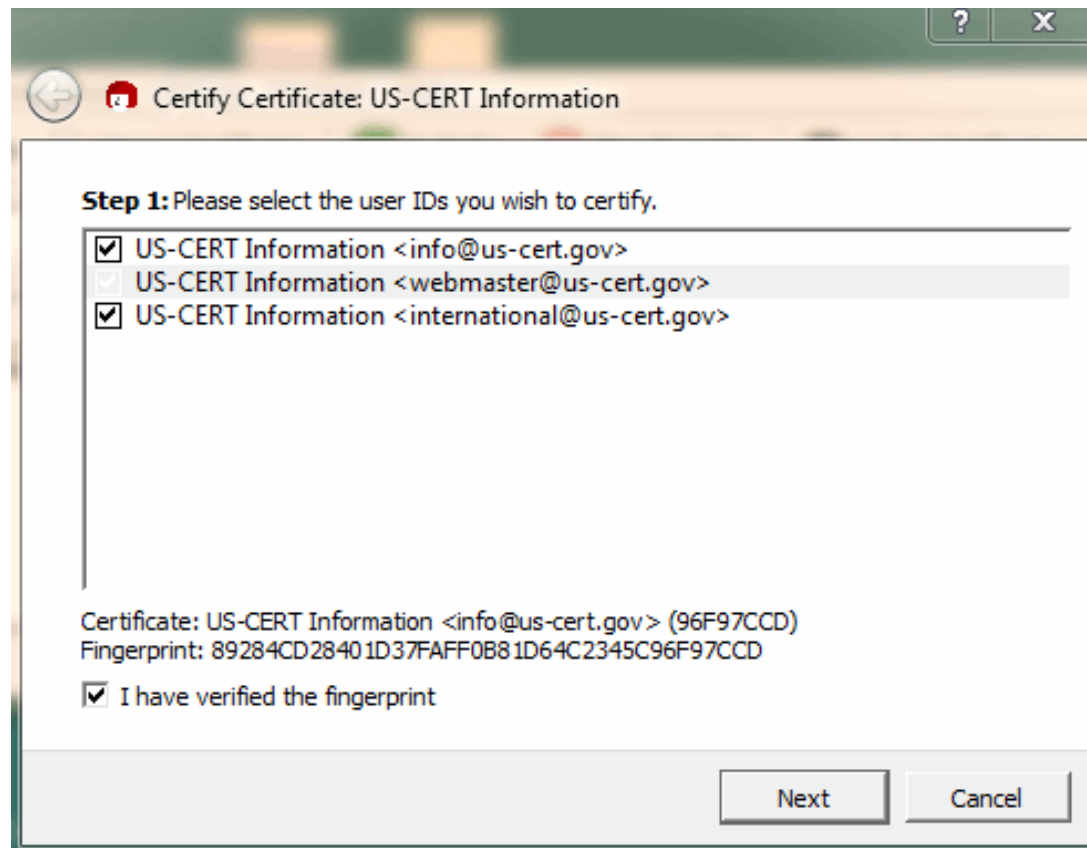 ? X
Certify Certificate: US-CERT Information
Step 1: Please select the user IDs you wish to certify.
US-CERT Information <info@us-cert.gov>
US-CERT Information <webmaster@us-cert.gov>
US-CERT Information <international@us-cert.gov>
Certificate: US-CERT Information <info@us-cert.gov> (96F97CCD)
Fingerprint: 89284CD28401D37FAFF0B81D64C2345C96F97CCD
I have verified the fingerprint
Next Cancel